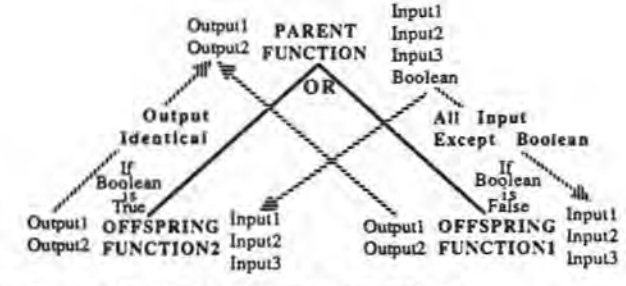 Output1
Output2
PARENT
FUNCTION
OR
Input1
Input2
Input3
Boolean
Output
Identical
All Input
Except Boolean
If
Boolean
is
True
If
Boolean
is
False
Output1
Output2
OFFSPRING
FUNCTION2
Input1
Input2
Input3
Output1
Output2
OFFSPRING
FUNCTION1
Input1
Input2
Input3